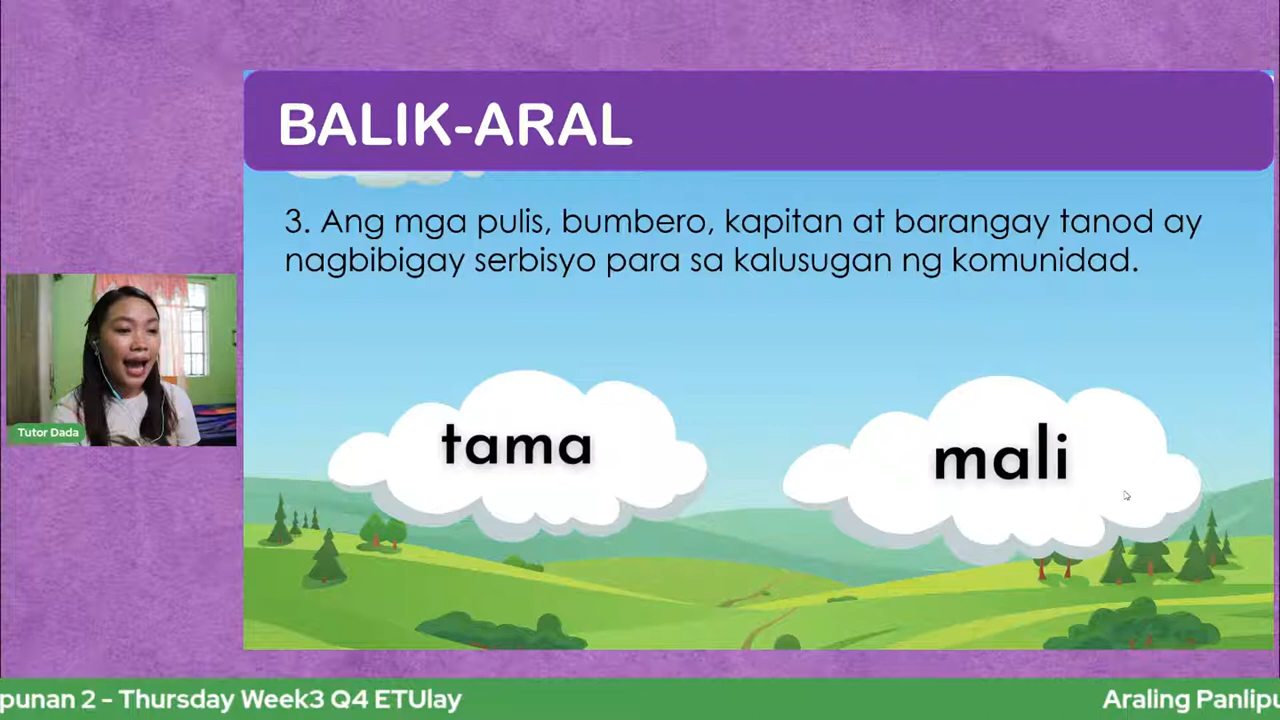 BALIK-ARAL
3. Ang mga pulis, bumbero, kapitan at barangay tanod ay
nagbibigay serbisyo para sa kalusugan ng komunidad.
tama
mali
Tutor Dada
punan 2 - Thursday Week3 Q4 ETUlay
Araling Panlipu